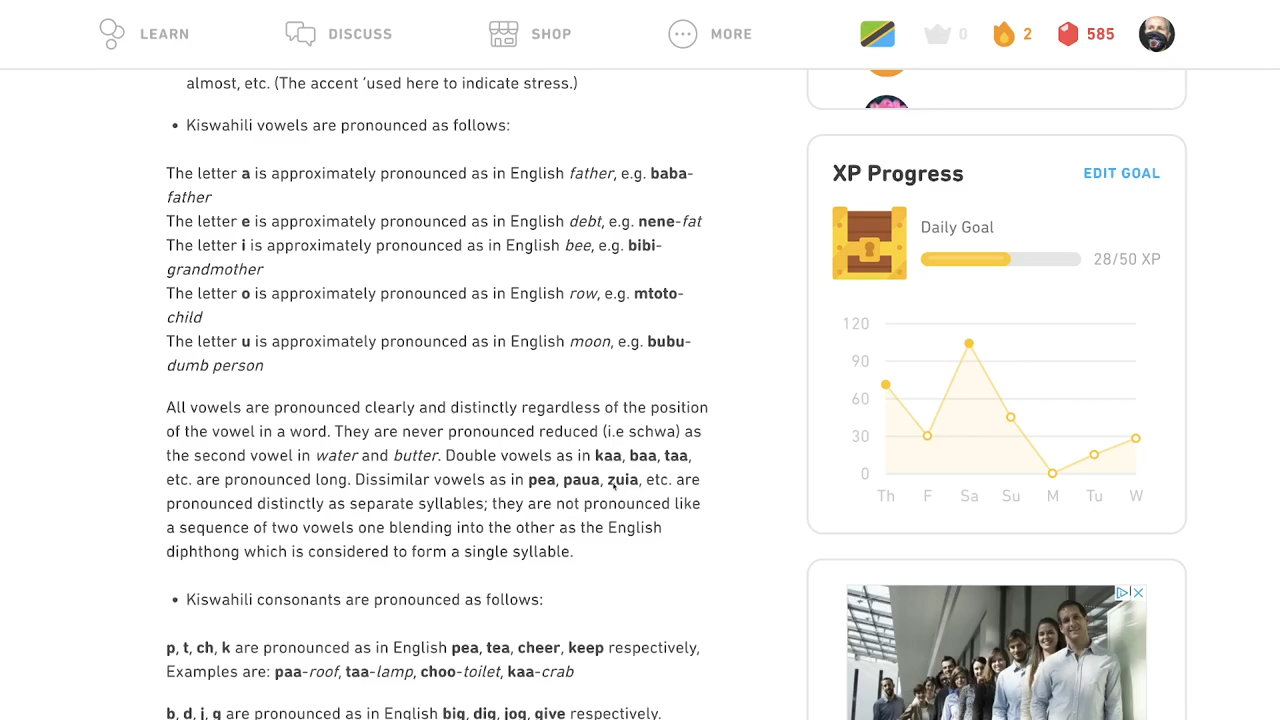 LEARN
DISCUSS
SHOP
MORE
0
2
585
almost, etc. (The accent ‘used here to indicate stress.)
• Kiswahili vowels are pronounced as follows:
The letter a is approximately pronounced as in English father, e.g. baba-
father
The letter e is approximately pronounced as in English debt, e.g. nene-fat
The letter i is approximately pronounced as in English bee, e.g. bibi-
grandmother
The letter o is approximately pronounced as in English row, e.g. mtoto-
child
The letter u is approximately pronounced as in English moon, e.g. bubu-
dumb person
All vowels are pronounced clearly and distinctly regardless of the position
of the vowel in a word. They are never pronounced reduced (i.e schwa) as
the second vowel in water and butter. Double vowels as in kaa, baa, taa,
etc. are pronounced long. Dissimilar vowels as in pea, paua, zuia, etc. are
pronounced distinctly as separate syllables; they are not pronounced like
a sequence of two vowels one blending into the other as the English
diphthong which is considered to form a single syllable.
• Kiswahili consonants are pronounced as follows:
p, t, ch, k are pronounced as in English pea, tea, cheer, keep respectively,
Examples are: paa-roof, taa-lamp, choo-toilet, kaa-crab
b, d, j, g are pronounced as in English big, dig, jog, give respectively.
XP Progress
EDIT GOAL
Daily Goal
28/50 XP
120
90
60
30
0
Th F Sa Su M Tu W